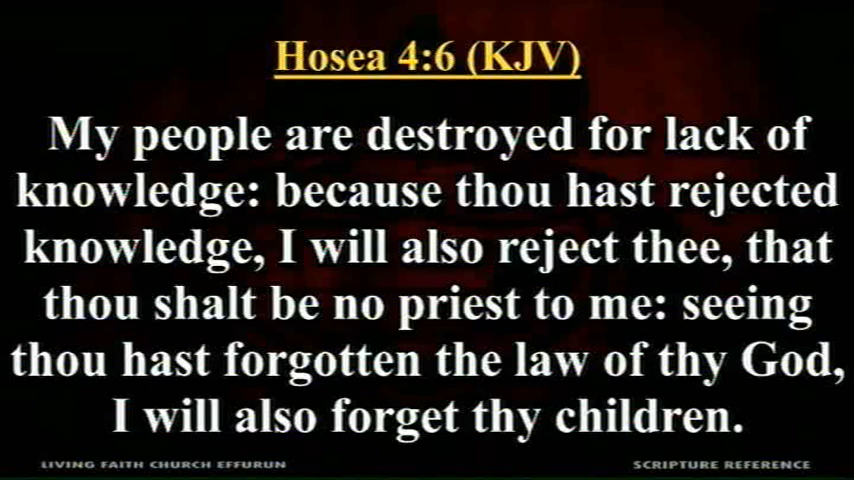 Hosea 4:6 (KJV)
My people are destroyed for lack of
knowledge: because thou hast rejected
knowledge, I will also reject thee, that
thou shalt be no priest to me: seeing
thou hast forgotten the law of thy God,
I will also forget thy children.
LIVING FAITH CHURCH EFFURUN
SCRIPTURE REFERENCE